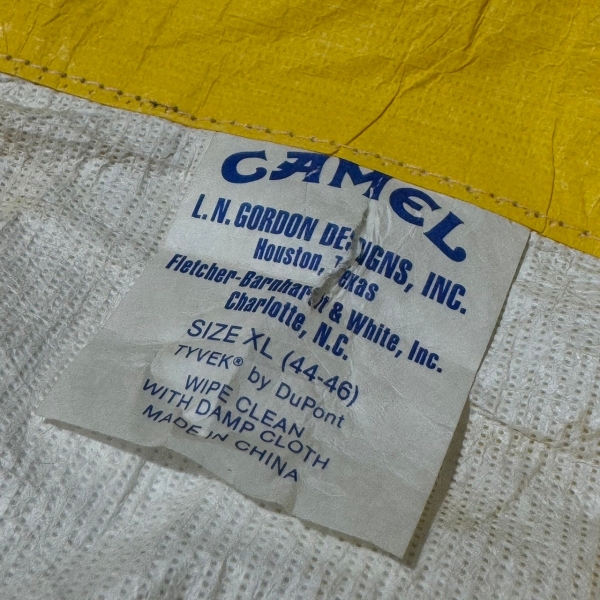 CAMEL
L.N. GORDON DESIGNS, INC.
Houston, Texas
Fletcher-Barnhardt & White, Inc.
Charlotte, N.C.
SIZE XL (44-46)
TYVEK® by DuPont
WIPE CLEAN
WITH DAMP CLOTH
MADE IN CHINA